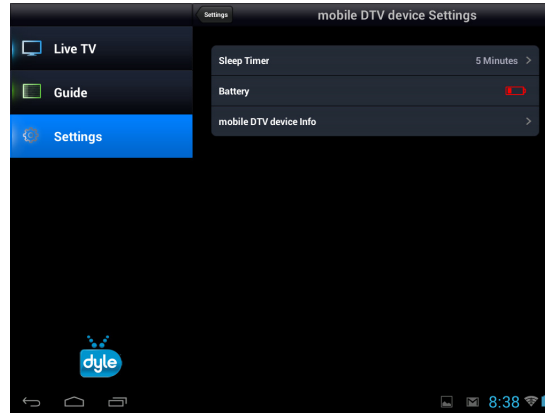 Settings
mobile DTV device Settings
Live TV
Guide
Settings
Sleep Timer
5 Minutes
Battery
mobile DTV device Info
dyle
8:38